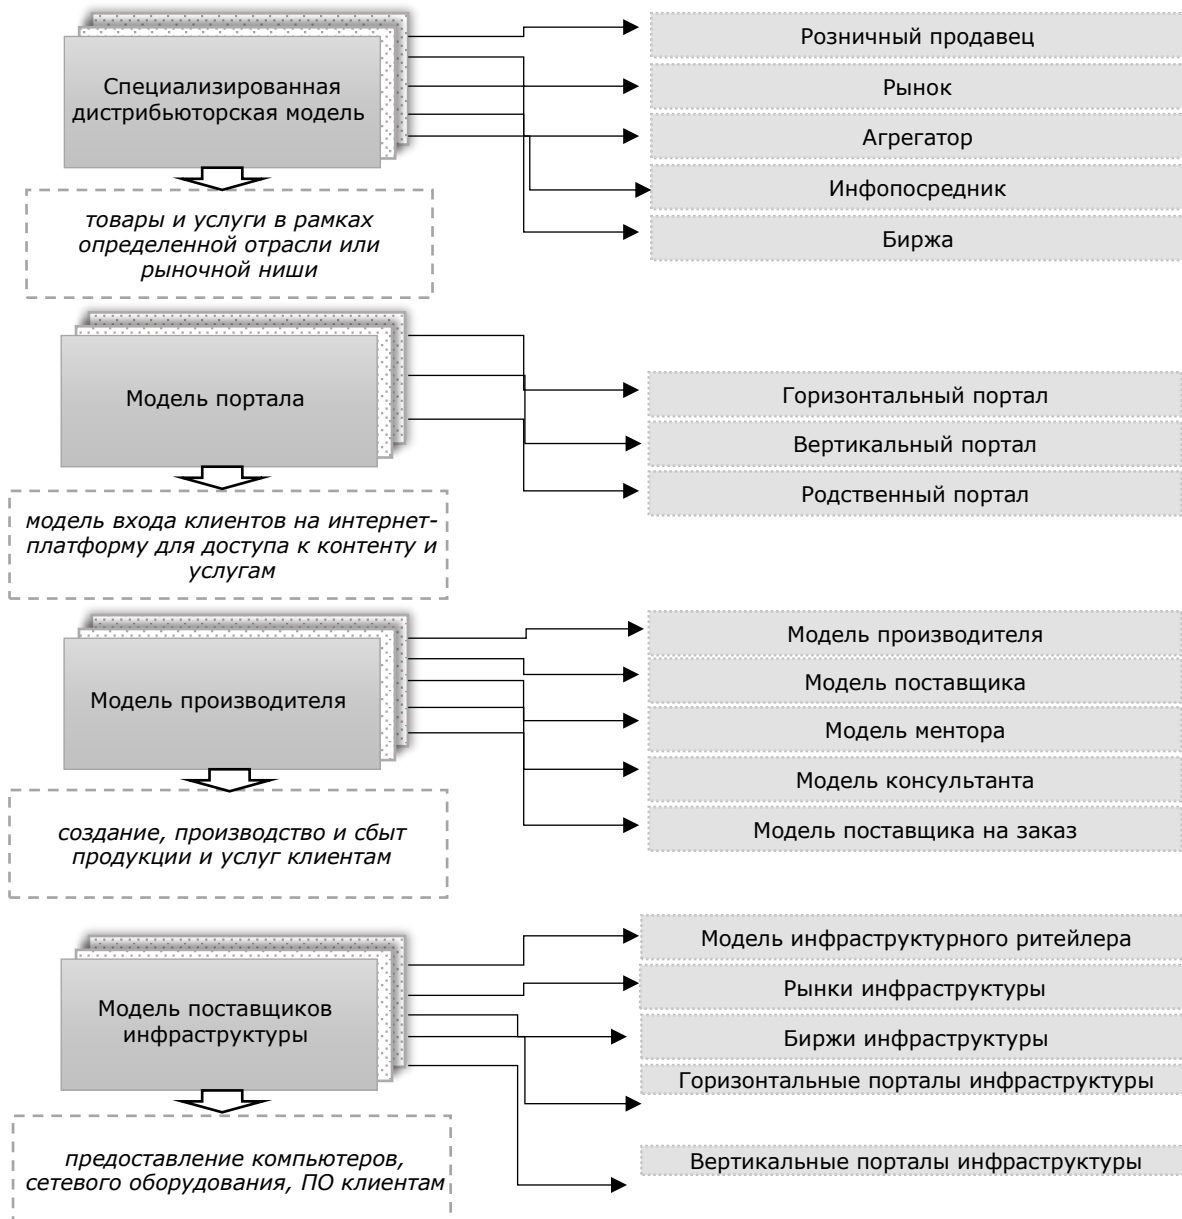 Специализированная
дистрибьюторская модель
товары и услуги в рамках
определенной отрасли или
рыночной ниши
Розничный продавец
Рынок
Агрегатор
Инфопосредник
Биржа
Модель портала
модель входа клиентов на интернет-
платформу для доступа к контенту и
услугам
Горизонтальный портал
Вертикальный портал
Родственный портал
Модель производителя
создание, производство и сбыт
продукции и услуг клиентам
Модель производителя
Модель поставщика
Модель ментора
Модель консультанта
Модель поставщика на заказ
Модель поставщиков
инфраструктуры
предоставление компьютеров,
сетевого оборудования, ПО клиентам
Модель инфраструктурного ритейлера
Рынки инфраструктуры
Биржи инфраструктуры
Горизонтальные порталы инфраструктуры
Вертикальные порталы инфраструктуры